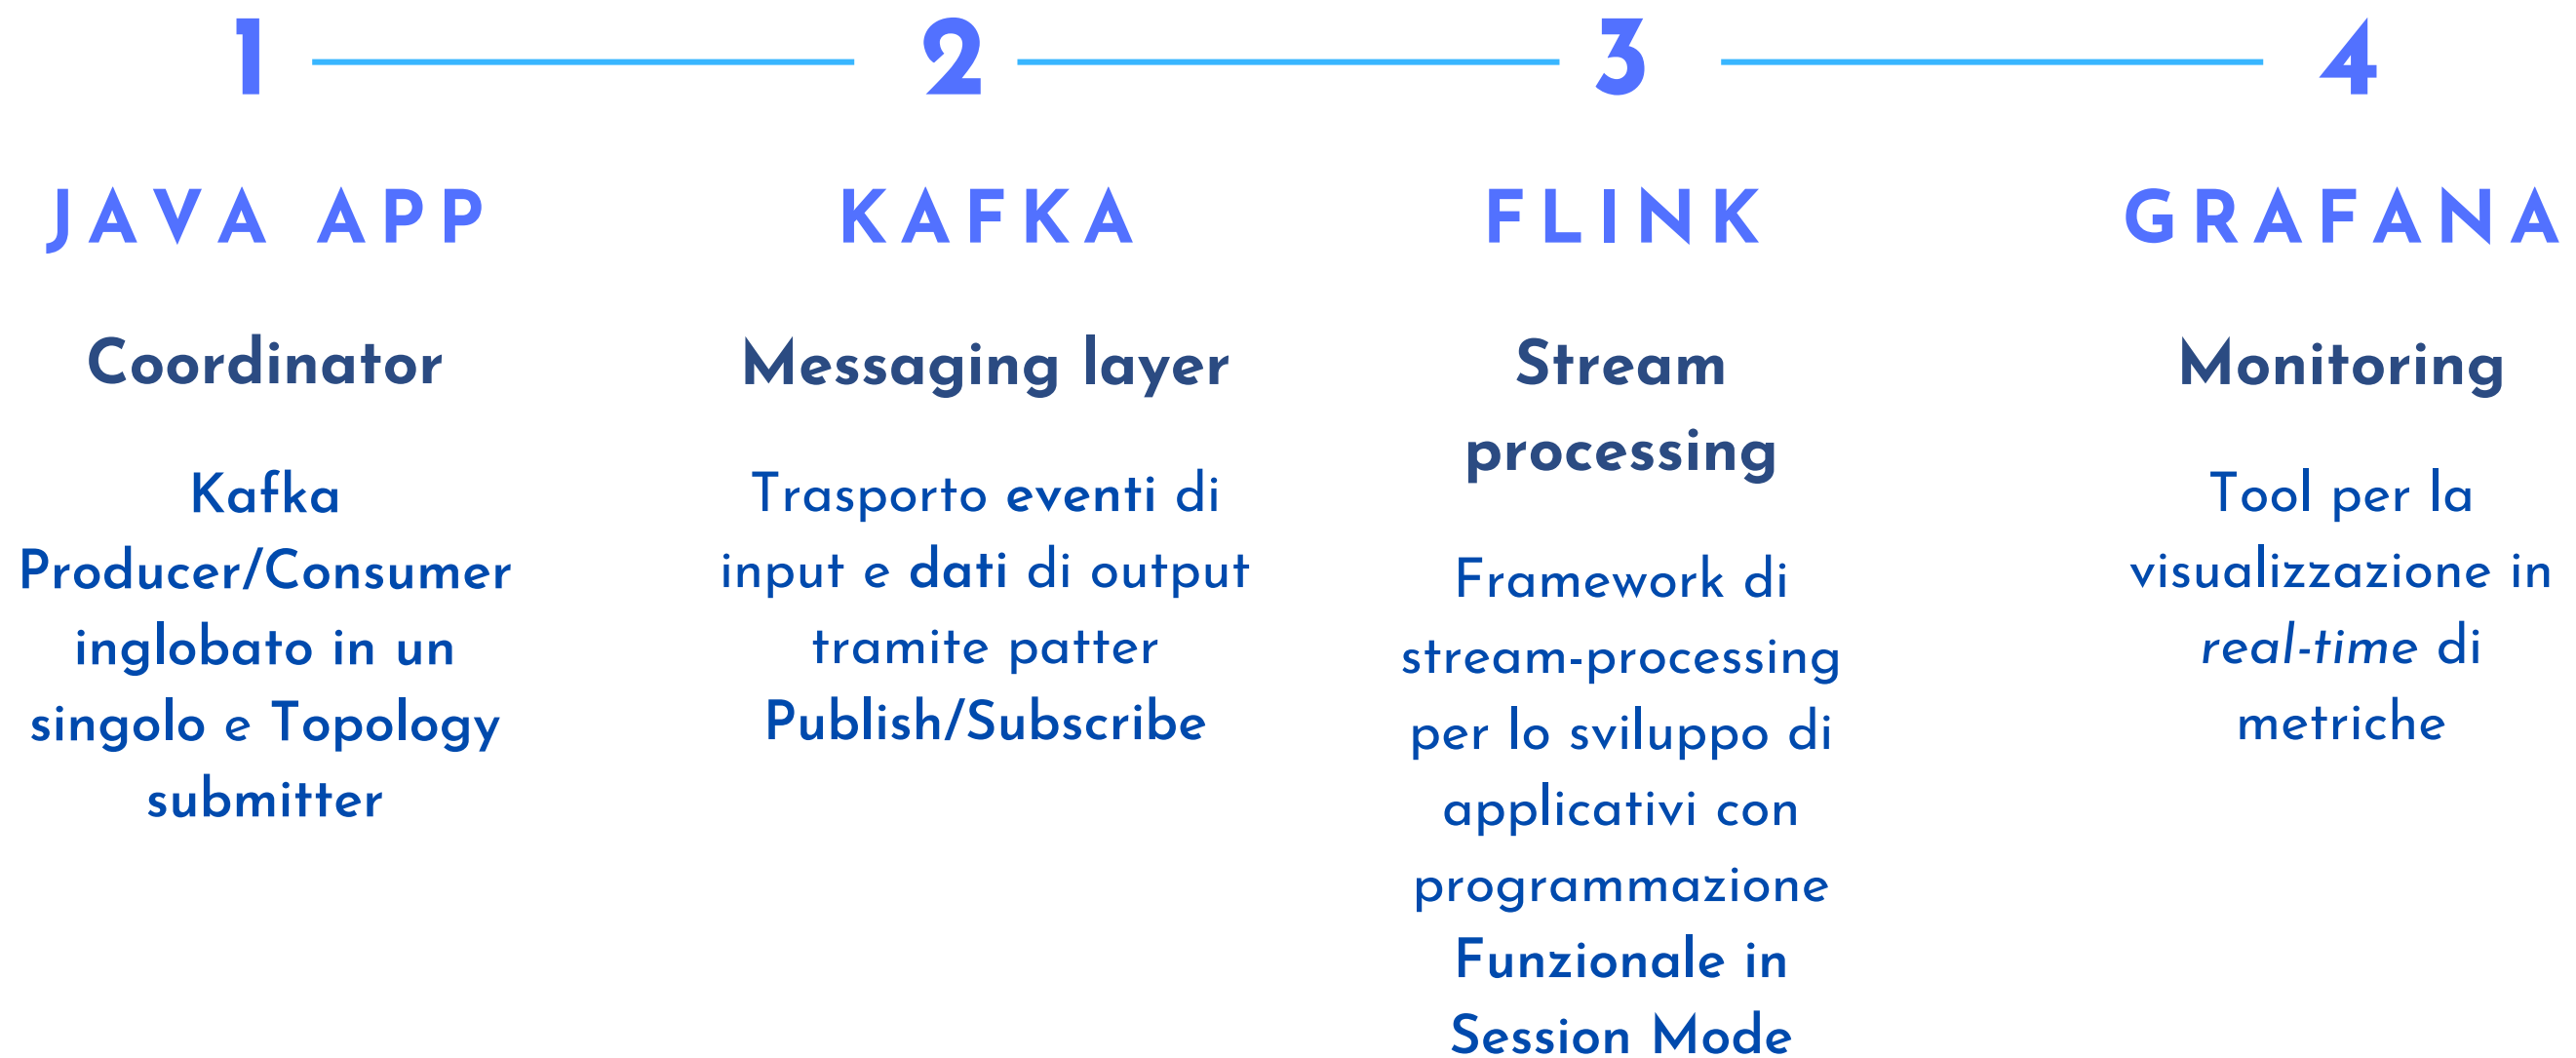 1
2
3
4
JAVA APP
KAFKA
FLINK
GRAFANA
Coordinator
Kafka
Producer/Consumer
inglobato in un
singolo e Topology
submitter
Messaging layer
Trasporto eventi di
input e dati di output
tramite patter
Publish/Subscribe
Stream
processing
Framework di
stream-processing
per lo sviluppo di
applicativi con
programmazione
Funzionale in
Session Mode
Monitoring
Tool per la
visualizzazione in
real-time di
metriche